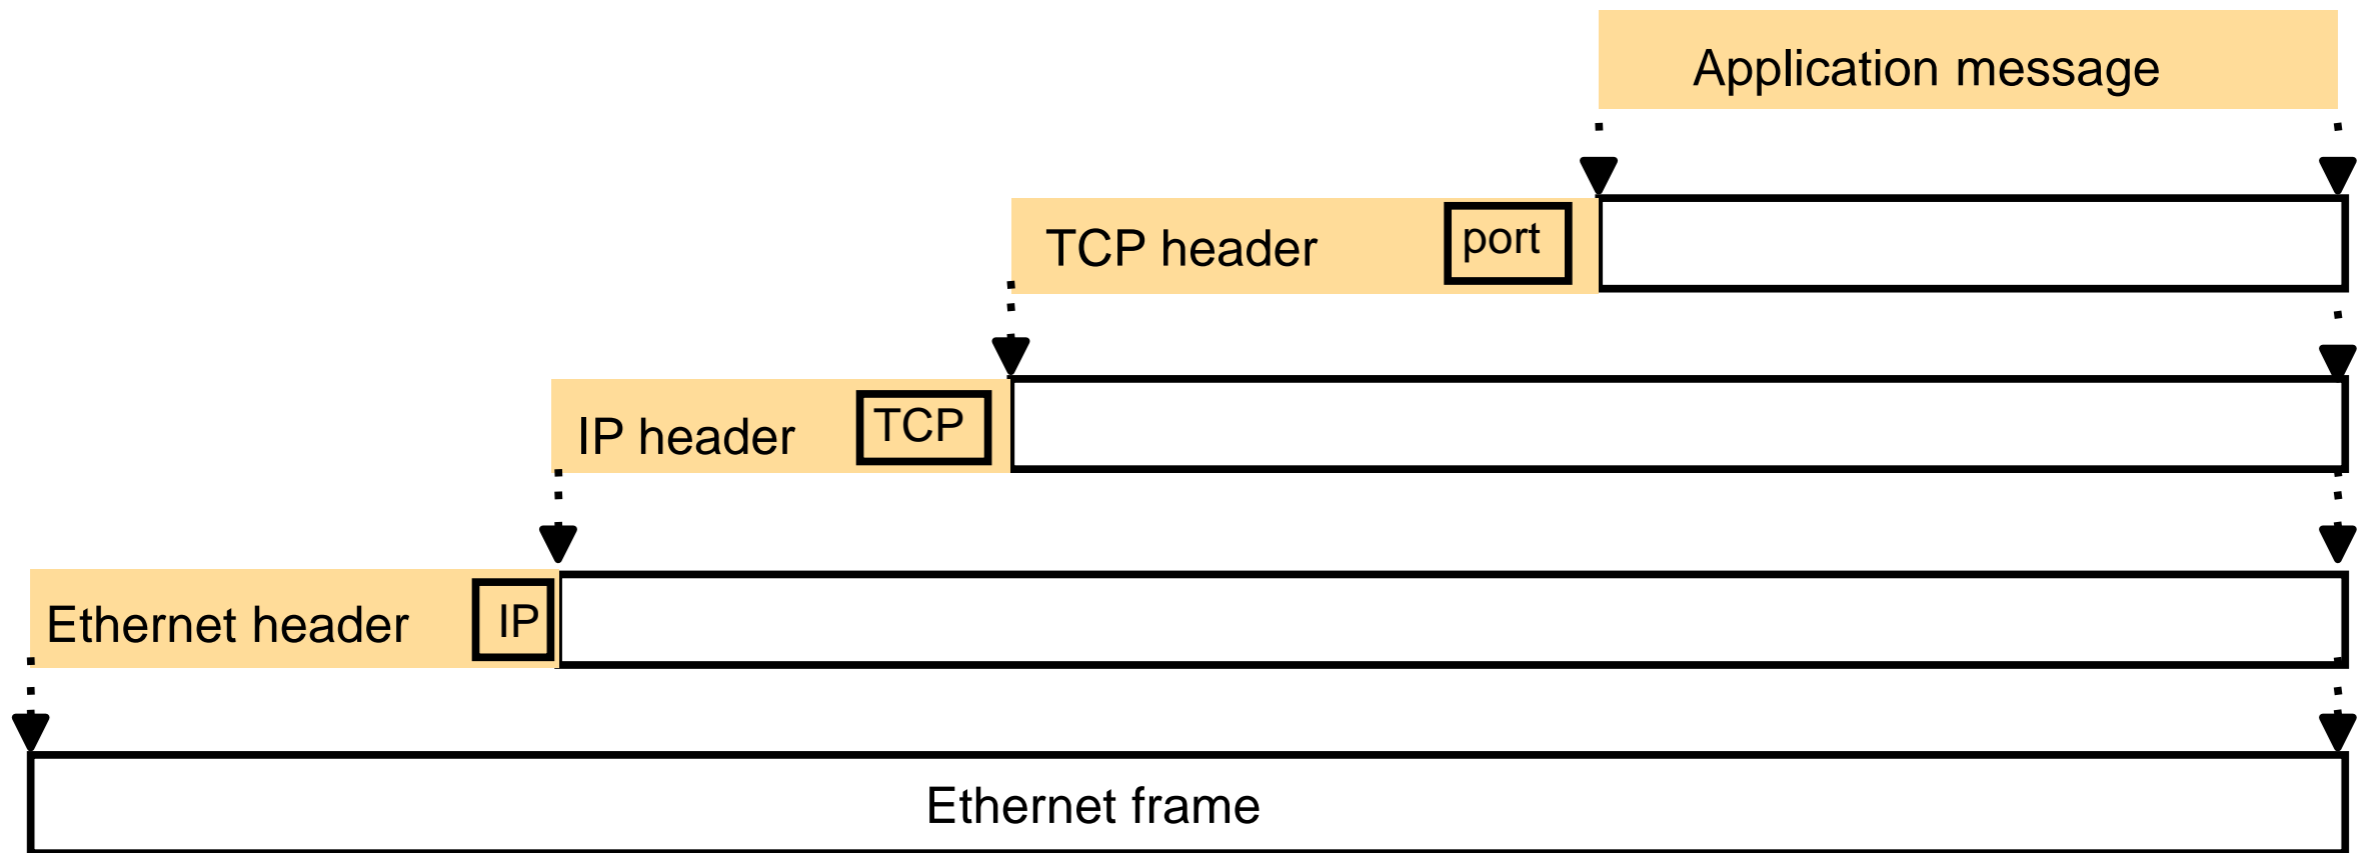 Application message
TCP header port
IP header TCP
Ethernet header IP
Ethernet frame